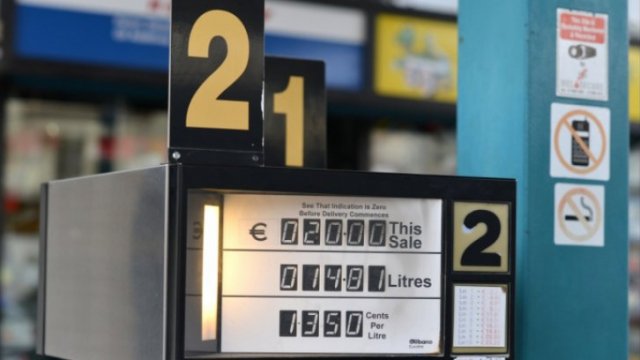 2
1
See That Indication is Zero
Before Delivery Commences
€ 020.00 This Sale
014.81 Litres
135.0 Cents Per Litre
2